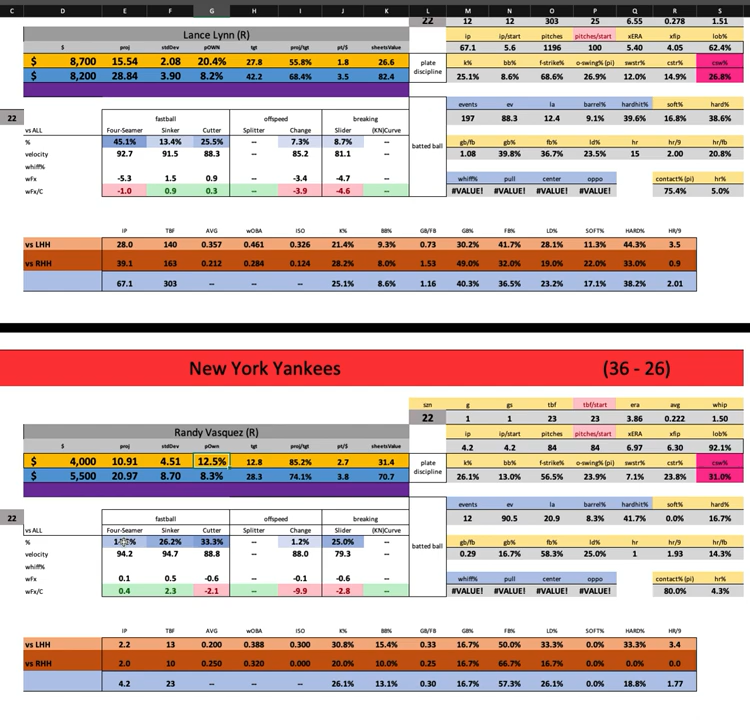 C D E F G H I J K L M N O P Q R S
22 12 12 303 25 6.55 0.278 1.51
Lance Lynn (R)
ip ip/start pitches pitches/start xERA xfip lob%
67.1 5.6 1196 100 5.40 4.05 62.4%
$ proj stdDev pOWN tgt proj/tgt pt/$ sheetsValue
$ 8,700 15.54 2.08 20.4% 27.8 55.8% 1.8 26.6
$ 8,200 28.84 3.90 8.2% 42.2 68.4% 3.5 82.4
plate discipline
k% bb% f-strike% o-swing% (pi) swstr% cstr% csw%
25.1% 8.6% 68.6% 26.9% 12.0% 14.9% 26.8%
events ev la barrel% hardhit% soft% hard%
197 88.3 12.4 9.1% 39.6% 16.8% 38.6%
22 fastball offspeed breaking
vs ALL Four-Seamer Sinker Cutter Splitter Change Slider (KN)Curve
% 45.1% 13.4% 25.5% -- 7.3% 8.7% --
velocity 92.7 91.5 88.3 -- 85.2 81.1 --
whiff%
wFx -5.3 1.5 0.9 -3.4 -4.7
wFx/C -1.0 0.9 0.3 -- -3.9 -4.6 --
batted ball
gb/fb gb% fb% ld% hr hr/9 hr/fb
1.08 39.8% 36.7% 23.5% 15 2.00 20.8%
whiff% pull center oppo contact% (pi) hr%
#VALUE! #VALUE! #VALUE! #VALUE! 75.4% 5.0%
IP TBF AVG wOBA ISO K% BB% GB/FB GB% FB% LD% SOFT% HARD% HR/9
vs LHH 28.0 140 0.357 0.461 0.326 21.4% 9.3% 0.73 30.2% 41.7% 28.1% 11.3% 44.3% 3.5
vs RHH 39.1 163 0.212 0.284 0.124 28.2% 8.0% 1.53 49.0% 32.0% 19.0% 22.0% 33.0% 0.9
67.1 303 -- -- -- 25.1% 8.6% 1.16 40.3% 36.5% 23.2% 17.1% 38.2% 2.01
New York Yankees (36 - 26)
szn g gs tbf tbf/start era avg whip
22 1 1 23 23 3.86 0.222 1.50
Randy Vasquez (R)
ip ip/start pitches pitches/start xERA xfip lob%
4.2 4.2 84 84 6.97 6.30 92.1%
$ proj stdDev pOwn tgt proj/tgt pt/$ sheetsValue
$ 4,000 10.91 4.51 12.5% 12.8 85.2% 2.7 31.4
$ 5,500 20.97 8.70 8.3% 28.3 74.1% 3.8 70.7
plate discipline
k% bb% f-strike% o-swing% (pi) swstr% cstr% csw%
26.1% 13.0% 56.5% 23.9% 7.1% 23.8% 31.0%
events ev la barrel% hardhit% soft% hard%
12 90.5 20.9 8.3% 41.7% 0.0% 16.7%
22 fastball offspeed breaking
vs ALL Four-Seamer Sinker Cutter Splitter Change Slider (KN)Curve
% 26.2% 33.3% -- 1.2% 25.0% --
velocity 94.2 94.7 88.8 -- 88.0 79.3 --
whiff%
wFx 0.1 0.5 -0.6 -0.1 -0.6
wFx/C 0.4 2.3 -2.1 -- -9.9 -2.8 --
batted ball
gb/fb gb% fb% ld% hr hr/9 hr/fb
0.29 16.7% 58.3% 25.0% 1 1.93 14.3%
whiff% pull center oppo contact% (pi) hr%
#VALUE! #VALUE! #VALUE! #VALUE! 80.0% 4.3%
IP TBF AVG wOBA ISO K% BB% GB/FB GB% FB% LD% SOFT% HARD% HR/9
vs LHH 2.2 13 0.200 0.388 0.300 30.8% 15.4% 0.33 16.7% 50.0% 33.3% 0.0% 33.3% 3.4
vs RHH 2.0 10 0.250 0.320 0.000 20.0% 10.0% 0.25 16.7% 66.7% 16.7% 0.0% 0.0% 0.0
4.2 23 -- -- -- 26.1% 13.1% 0.30 16.7% 57.3% 26.1% 0.0% 18.8% 1.77